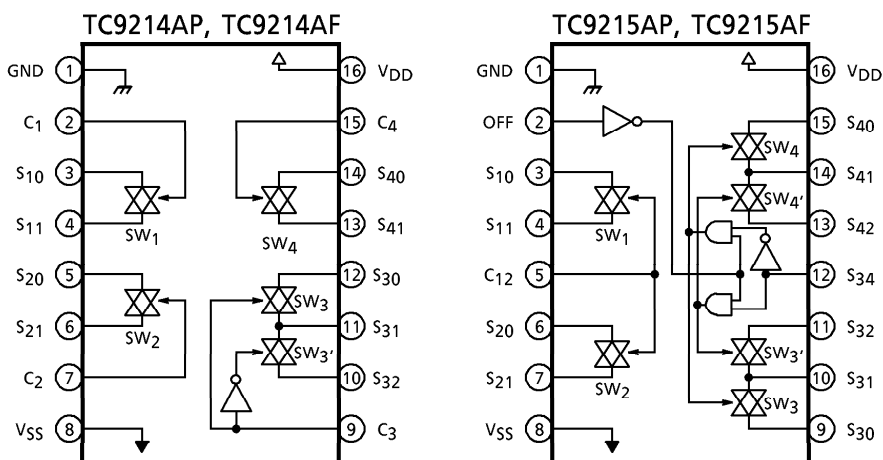 TC9214AP, TC9214AF
GND 1
16 VDD
C1 2
15 C4
S10 3
14 S40
S11 4
13 S41
SW1
SW4
S20 5
12 S30
SW3
S21 6
11 S31
SW2
SW3'
C2 7
10 S32
VSS 8
9 C3
TC9215AP, TC9215AF
GND 1
16 VDD
OFF 2
15 S40
SW4
S10 3
14 S41
SW4'
S11 4
13 S42
SW1
C12 5
12 S34
S20 6
11 S32
SW3'
S21 7
10 S31
SW2
SW3
VSS 8
9 S30